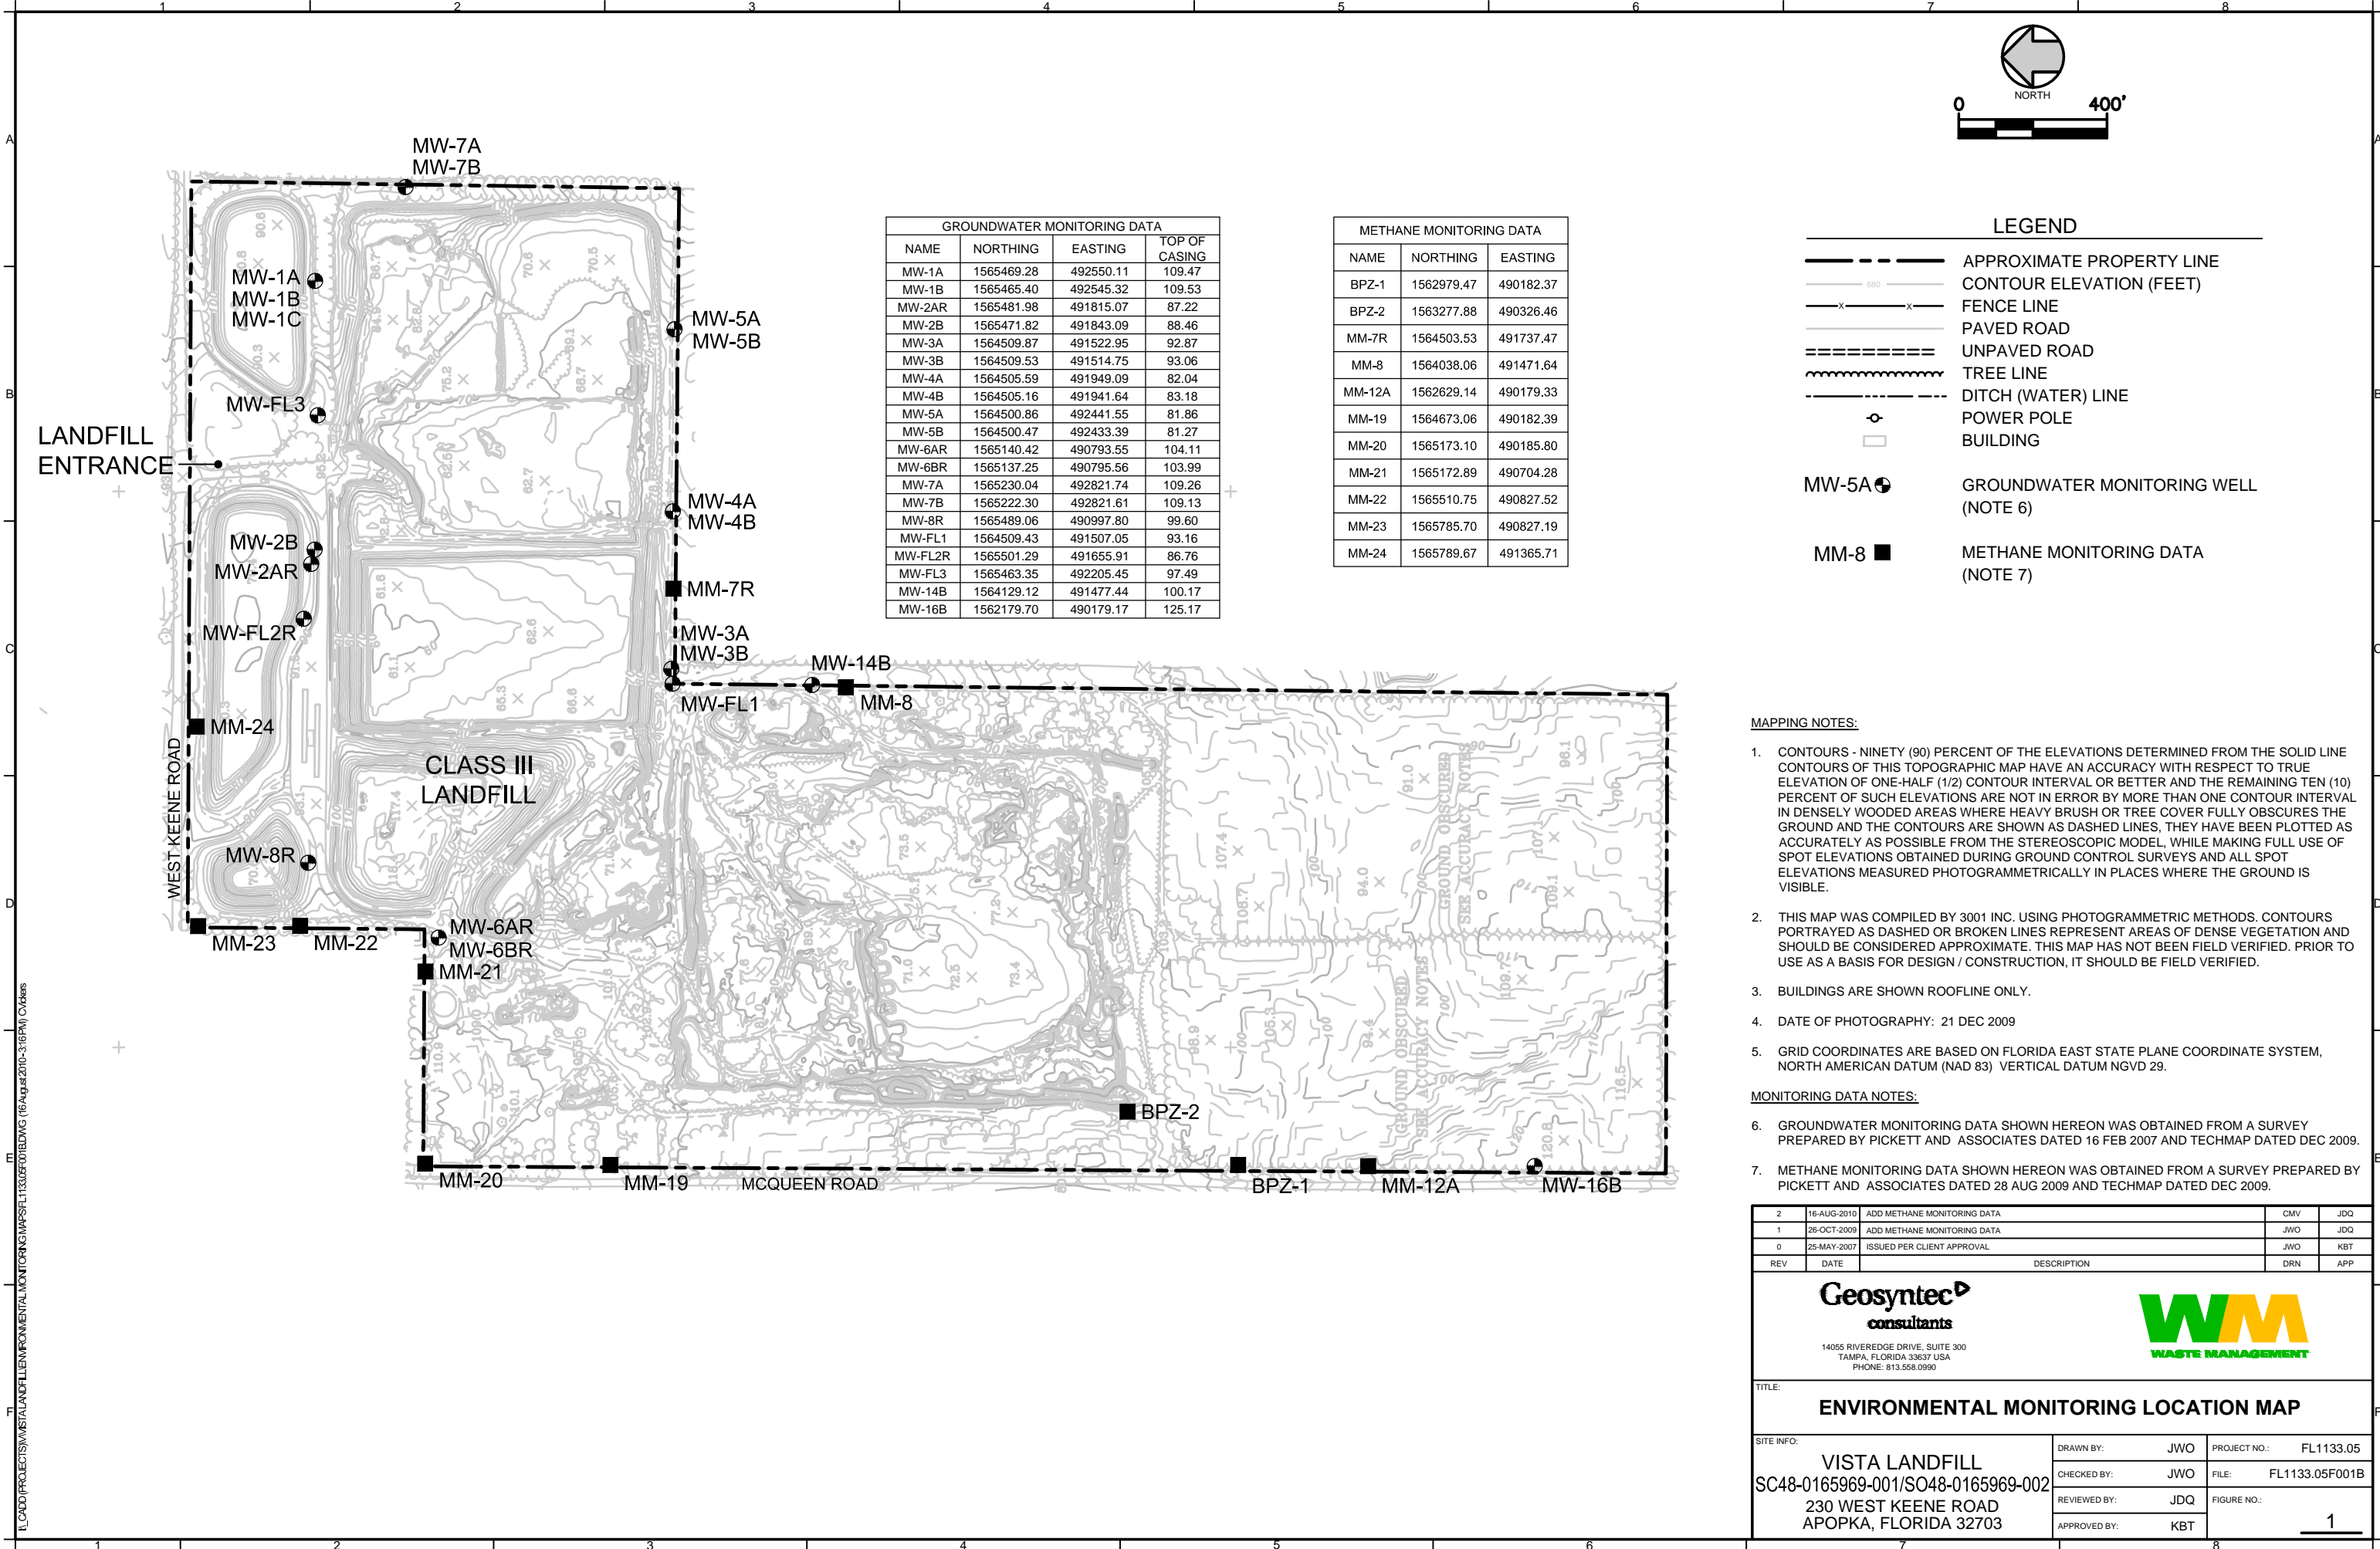 NORTH
0 400'
MW-7A
MW-7B
MW-1A
MW-1B
MW-1C
MW-5A
MW-5B
MW-FL3
LANDFILL
ENTRANCE
MW-4A
MW-4B
MW-2B
MW-2AR
MM-7R
MW-FL2R
MW-3A
MW-3B
MW-14B
MW-FL1
MM-8
MM-24
WEST KEENE ROAD
CLASS III
LANDFILL
MW-8R
MM-23
MM-22
MW-6AR
MW-6BR
MM-21
BPZ-2
MM-20
MM-19
MCQUEEN ROAD
BPZ-1
MM-12A
MW-16B
GROUND OBSCURED
SEE ACCURACY NOTES
GROUND OBSCURED
SEE ACCURACY NOTES
GROUNDWATER MONITORING DATA
NAME NORTHING EASTING TOP OF CASING
MW-1A 1565469.28 492550.11 109.47
MW-1B 1565465.40 492545.32 109.53
MW-2AR 1565481.98 491815.07 87.22
MW-2B 1565471.82 491843.09 88.46
MW-3A 1564509.87 491522.95 92.87
MW-3B 1564509.53 491514.75 93.06
MW-4A 1564505.59 491949.09 82.04
MW-4B 1564505.16 491941.64 83.18
MW-5A 1564500.86 492441.55 81.86
MW-5B 1564500.47 492433.39 81.27
MW-6AR 1565140.42 490793.55 104.11
MW-6BR 1565137.25 490795.56 103.99
MW-7A 1565230.04 492821.74 109.26
MW-7B 1565222.30 492821.61 109.13
MW-8R 1565489.06 490997.80 99.60
MW-FL1 1564509.43 491507.05 93.16
MW-FL2R 1565501.29 491655.91 86.76
MW-FL3 1565463.35 492205.45 97.49
MW-14B 1564129.12 491477.44 100.17
MW-16B 1562179.70 490179.17 125.17
METHANE MONITORING DATA
NAME NORTHING EASTING
BPZ-1 1562979.47 490182.37
BPZ-2 1563277.88 490326.46
MM-7R 1564503.53 491737.47
MM-8 1564038.06 491471.64
MM-12A 1562629.14 490179.33
MM-19 1564673.06 490182.39
MM-20 1565173.10 490185.80
MM-21 1565172.89 490704.28
MM-22 1565510.75 490827.52
MM-23 1565785.70 490827.19
MM-24 1565789.67 491365.71
LEGEND
APPROXIMATE PROPERTY LINE
680 CONTOUR ELEVATION (FEET)
FENCE LINE
PAVED ROAD
UNPAVED ROAD
TREE LINE
DITCH (WATER) LINE
POWER POLE
BUILDING
MW-5A GROUNDWATER MONITORING WELL
(NOTE 6)
MM-8 METHANE MONITORING DATA
(NOTE 7)
MAPPING NOTES:
1. CONTOURS - NINETY (90) PERCENT OF THE ELEVATIONS DETERMINED FROM THE SOLID LINE
CONTOURS OF THIS TOPOGRAPHIC MAP HAVE AN ACCURACY WITH RESPECT TO TRUE
ELEVATION OF ONE-HALF (1/2) CONTOUR INTERVAL OR BETTER AND THE REMAINING TEN (10)
PERCENT OF SUCH ELEVATIONS ARE NOT IN ERROR BY MORE THAN ONE CONTOUR INTERVAL
IN DENSELY WOODED AREAS WHERE HEAVY BRUSH OR TREE COVER FULLY OBSCURES THE
GROUND AND THE CONTOURS ARE SHOWN AS DASHED LINES, THEY HAVE BEEN PLOTTED AS
ACCURATELY AS POSSIBLE FROM THE STEREOSCOPIC MODEL, WHILE MAKING FULL USE OF
SPOT ELEVATIONS OBTAINED DURING GROUND CONTROL SURVEYS AND ALL SPOT
ELEVATIONS MEASURED PHOTOGRAMMETRICALLY IN PLACES WHERE THE GROUND IS
VISIBLE.
2. THIS MAP WAS COMPILED BY 3001 INC. USING PHOTOGRAMMETRIC METHODS. CONTOURS
PORTRAYED AS DASHED OR BROKEN LINES REPRESENT AREAS OF DENSE VEGETATION AND
SHOULD BE CONSIDERED APPROXIMATE. THIS MAP HAS NOT BEEN FIELD VERIFIED. PRIOR TO
USE AS A BASIS FOR DESIGN / CONSTRUCTION, IT SHOULD BE FIELD VERIFIED.
3. BUILDINGS ARE SHOWN ROOFLINE ONLY.
4. DATE OF PHOTOGRAPHY: 21 DEC 2009
5. GRID COORDINATES ARE BASED ON FLORIDA EAST STATE PLANE COORDINATE SYSTEM,
NORTH AMERICAN DATUM (NAD 83) VERTICAL DATUM NGVD 29.
MONITORING DATA NOTES:
6. GROUNDWATER MONITORING DATA SHOWN HEREON WAS OBTAINED FROM A SURVEY
PREPARED BY PICKETT AND ASSOCIATES DATED 16 FEB 2007 AND TECHMAP DATED DEC 2009.
7. METHANE MONITORING DATA SHOWN HEREON WAS OBTAINED FROM A SURVEY PREPARED BY
PICKETT AND ASSOCIATES DATED 28 AUG 2009 AND TECHMAP DATED DEC 2009.
2 16-AUG-2010 ADD METHANE MONITORING DATA CMV JDQ
1 26-OCT-2009 ADD METHANE MONITORING DATA JWO JDQ
0 25-MAY-2007 ISSUED PER CLIENT APPROVAL JWO KBT
REV DATE DESCRIPTION DRN APP
Geosyntec
consultants
14055 RIVEREDGE DRIVE, SUITE 300
TAMPA, FLORIDA 33637 USA
PHONE: 813.558.0990
WM
WASTE MANAGEMENT
TITLE:
ENVIRONMENTAL MONITORING LOCATION MAP
SITE INFO:
VISTA LANDFILL
SC48-0165969-001/SO48-0165969-002
230 WEST KEENE ROAD
APOPKA, FLORIDA 32703
DRAWN BY: JWO PROJECT NO.: FL1133.05
CHECKED BY: JWO FILE: FL1133.05F001B
REVIEWED BY: JDQ FIGURE NO.:
APPROVED BY: KBT 1